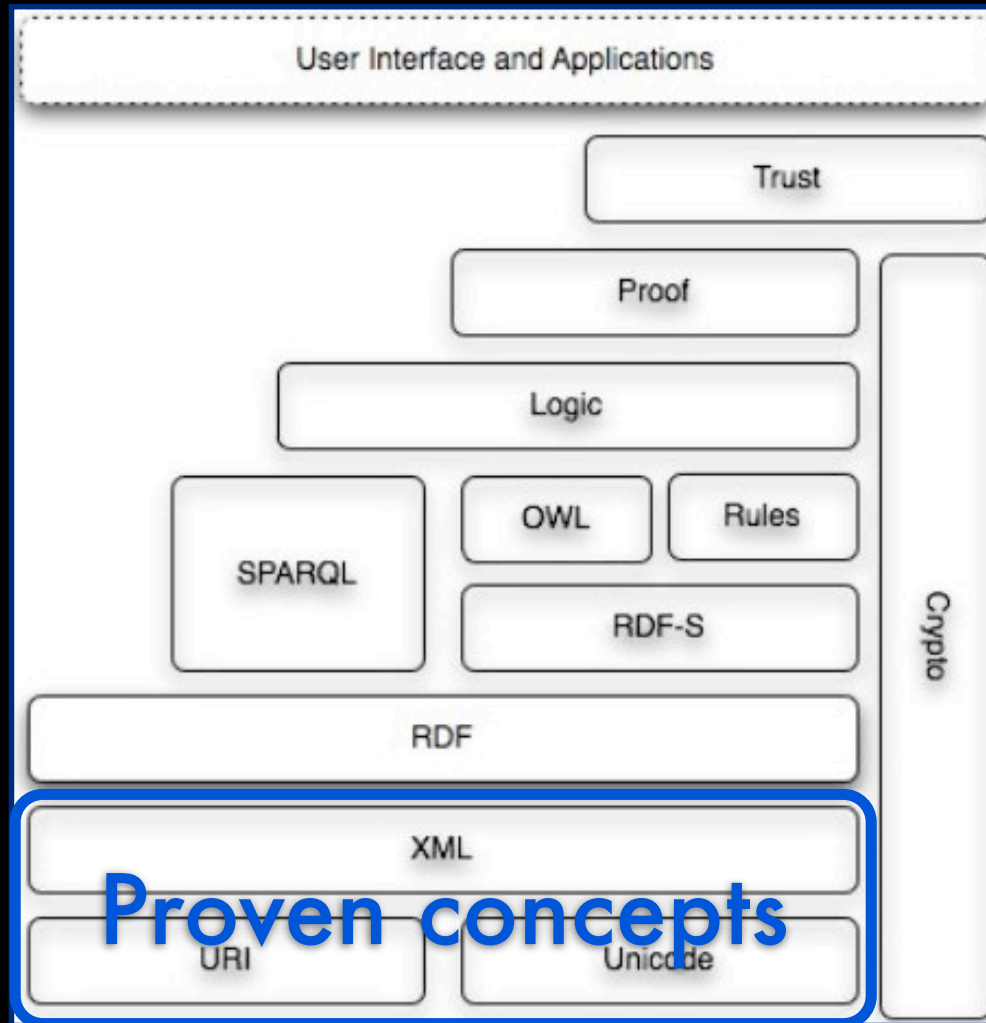 User Interface and Applications
Trust
Proof
Logic
OWL
Rules
SPARQL
RDF-S
Crypto
RDF
XML
Proven concepts
URI
Unicode